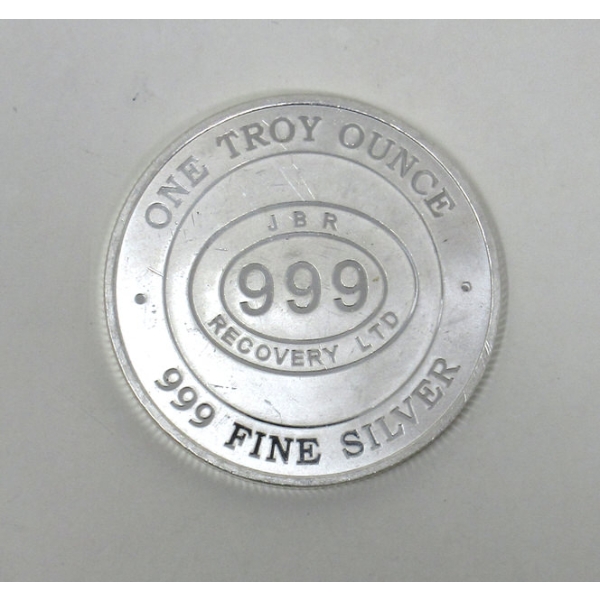 ONE TROY OUNCE
JBR
999
RECOVERY LTD
999 FINE SILVER